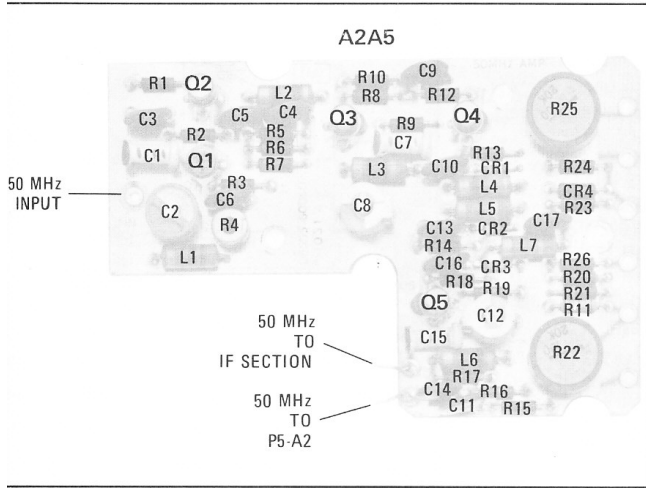 A2A5
R1
Q2
L2
R10
C9
R8
R12
C3
C5
C4
Q3
R9
Q4
R25
R2
R5
R6
R7
C1
Q1
C7
R13
50 MHz
INPUT
R3
C6
L3
C10
CR1
R24
L4
CR4
R23
C2
R4
C8
L5
C17
C13
CR2
R14
L7
L1
C16
CR3
R26
R20
R18
R19
R21
R11
Q5
C12
50 MHz
TO
IF SECTION
C15
R22
L6
R17
50 MHz
TO
P5-A2
C14
R16
C11
R15